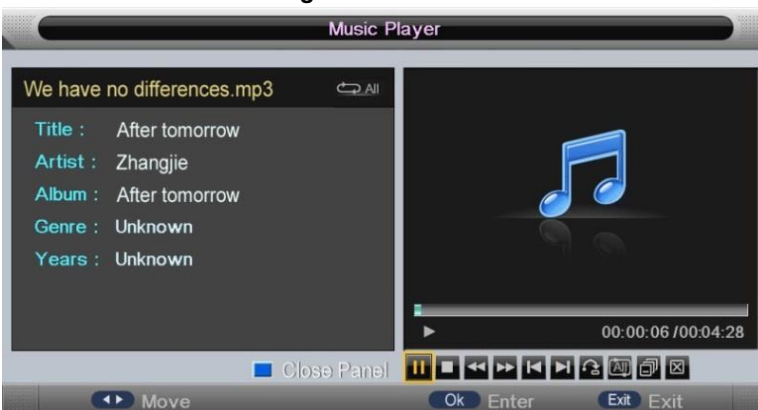 Music Player
We have no differences.mp3 All
Title : After tomorrow
Artist : Zhangjie
Album : After tomorrow
Genre : Unknown
Years : Unknown
00:00:06 /00:04:28
Close Panel
All
Move Ok Enter Exit Exit